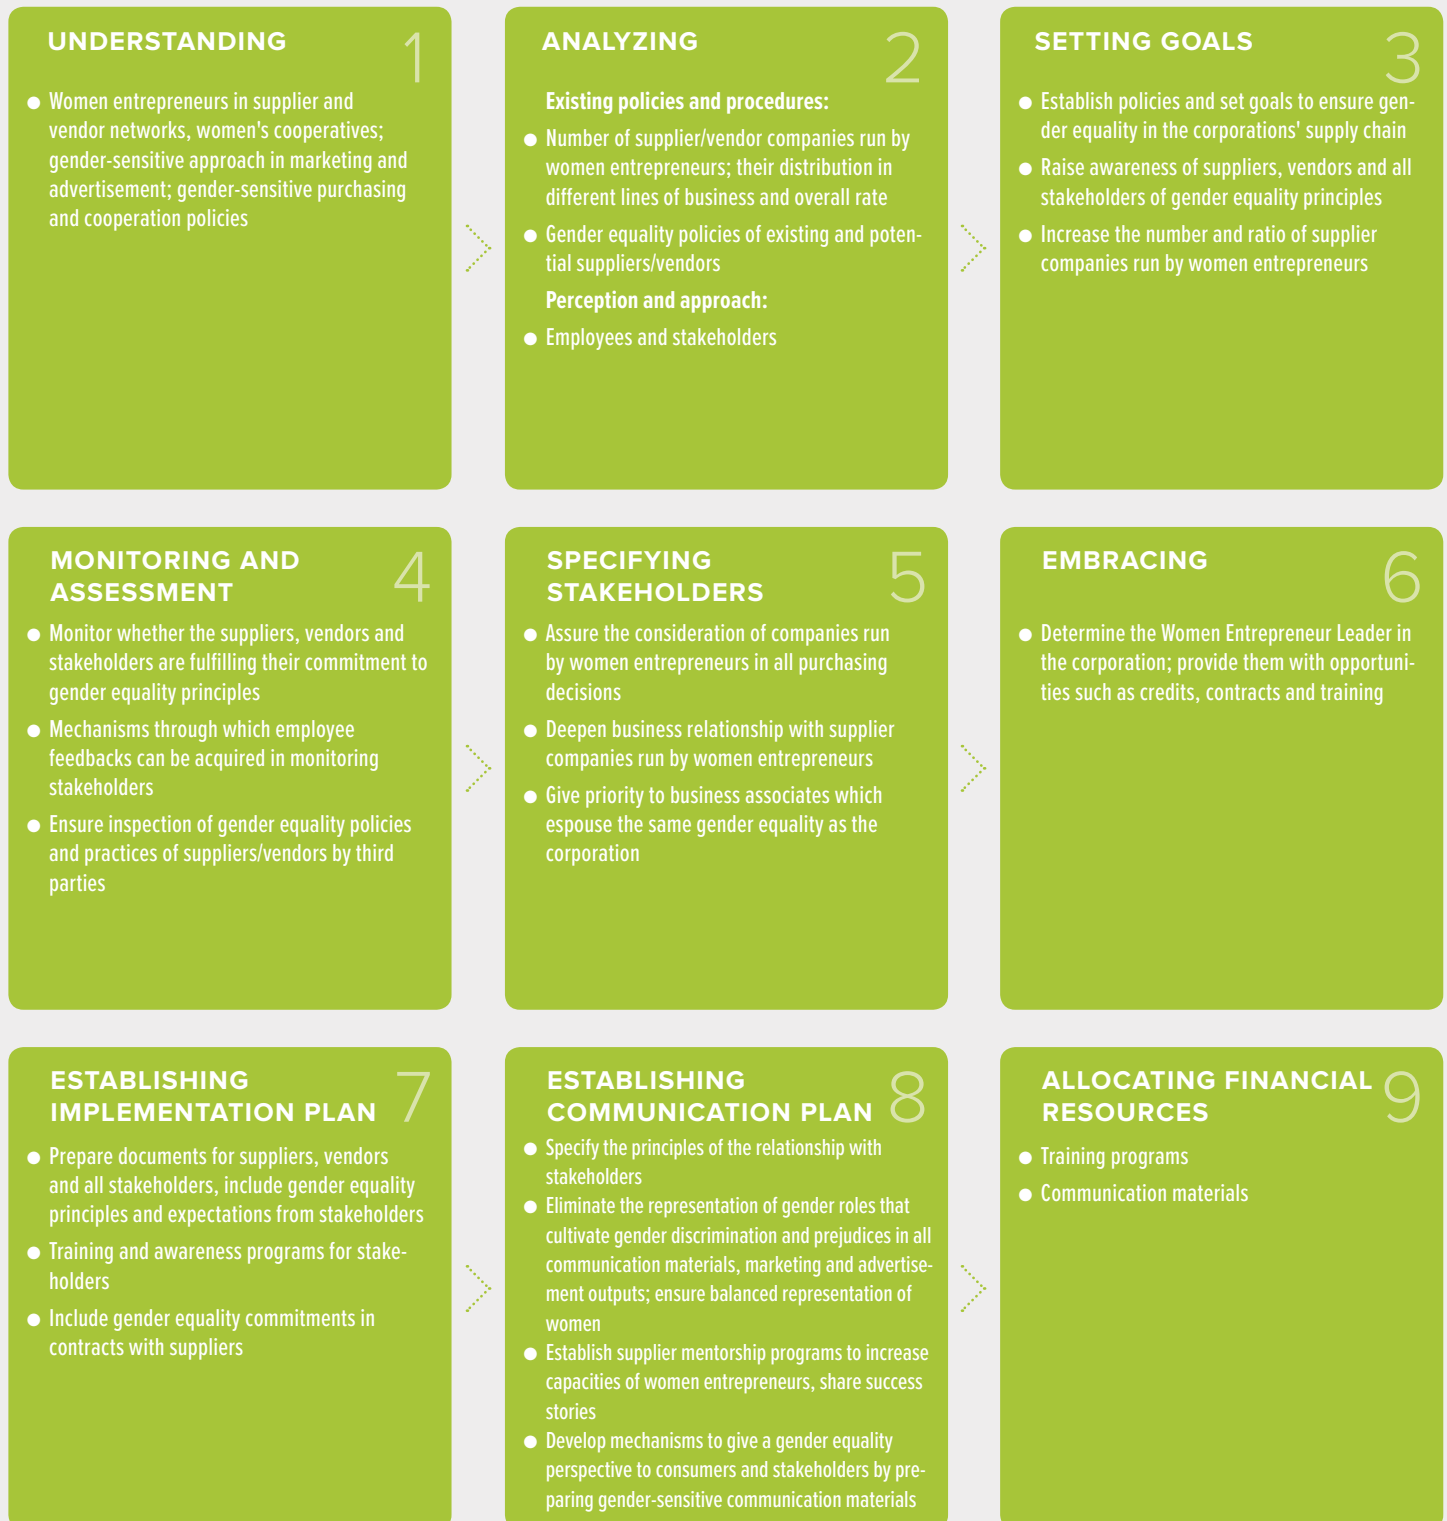 UNDERSTANDING
1
● Women entrepreneurs in supplier and
vendor networks, women's cooperatives;
gender-sensitive approach in marketing and
advertisement; gender-sensitive purchasing
and cooperation policies
ANALYZING
2
Existing policies and procedures:
● Number of supplier/vendor companies run by
women entrepreneurs; their distribution in
different lines of business and overall rate
● Gender equality policies of existing and poten-
tial suppliers/vendors
Perception and approach:
● Employees and stakeholders
SETTING GOALS
3
● Establish policies and set goals to ensure gen-
der equality in the corporations' supply chain
● Raise awareness of suppliers, vendors and all
stakeholders of gender equality principles
● Increase the number and ratio of supplier
companies run by women entrepreneurs
MONITORING AND
ASSESSMENT
4
● Monitor whether the suppliers, vendors and
stakeholders are fulfilling their commitment to
gender equality principles
● Mechanisms through which employee
feedbacks can be acquired in monitoring
stakeholders
● Ensure inspection of gender equality policies
and practices of suppliers/vendors by third
parties
SPECIFYING
STAKEHOLDERS
5
● Assure the consideration of companies run
by women entrepreneurs in all purchasing
decisions
● Deepen business relationship with supplier
companies run by women entrepreneurs
● Give priority to business associates which
espouse the same gender equality as the
corporation
EMBRACING
6
● Determine the Women Entrepreneur Leader in
the corporation; provide them with opportuni-
ties such as credits, contracts and training
ESTABLISHING
IMPLEMENTATION PLAN
7
● Prepare documents for suppliers, vendors
and all stakeholders, include gender equality
principles and expectations from stakeholders
● Training and awareness programs for stake-
holders
● Include gender equality commitments in
contracts with suppliers
ESTABLISHING
COMMUNICATION PLAN
8
● Specify the principles of the relationship with
stakeholders
● Eliminate the representation of gender roles that
cultivate gender discrimination and prejudices in all
communication materials, marketing and advertise-
ment outputs; ensure balanced representation of
women
● Establish supplier mentorship programs to increase
capacities of women entrepreneurs, share success
stories
● Develop mechanisms to give a gender equality
perspective to consumers and stakeholders by pre-
paring gender-sensitive communication materials
ALLOCATING FINANCIAL
RESOURCES
9
● Training programs
● Communication materials